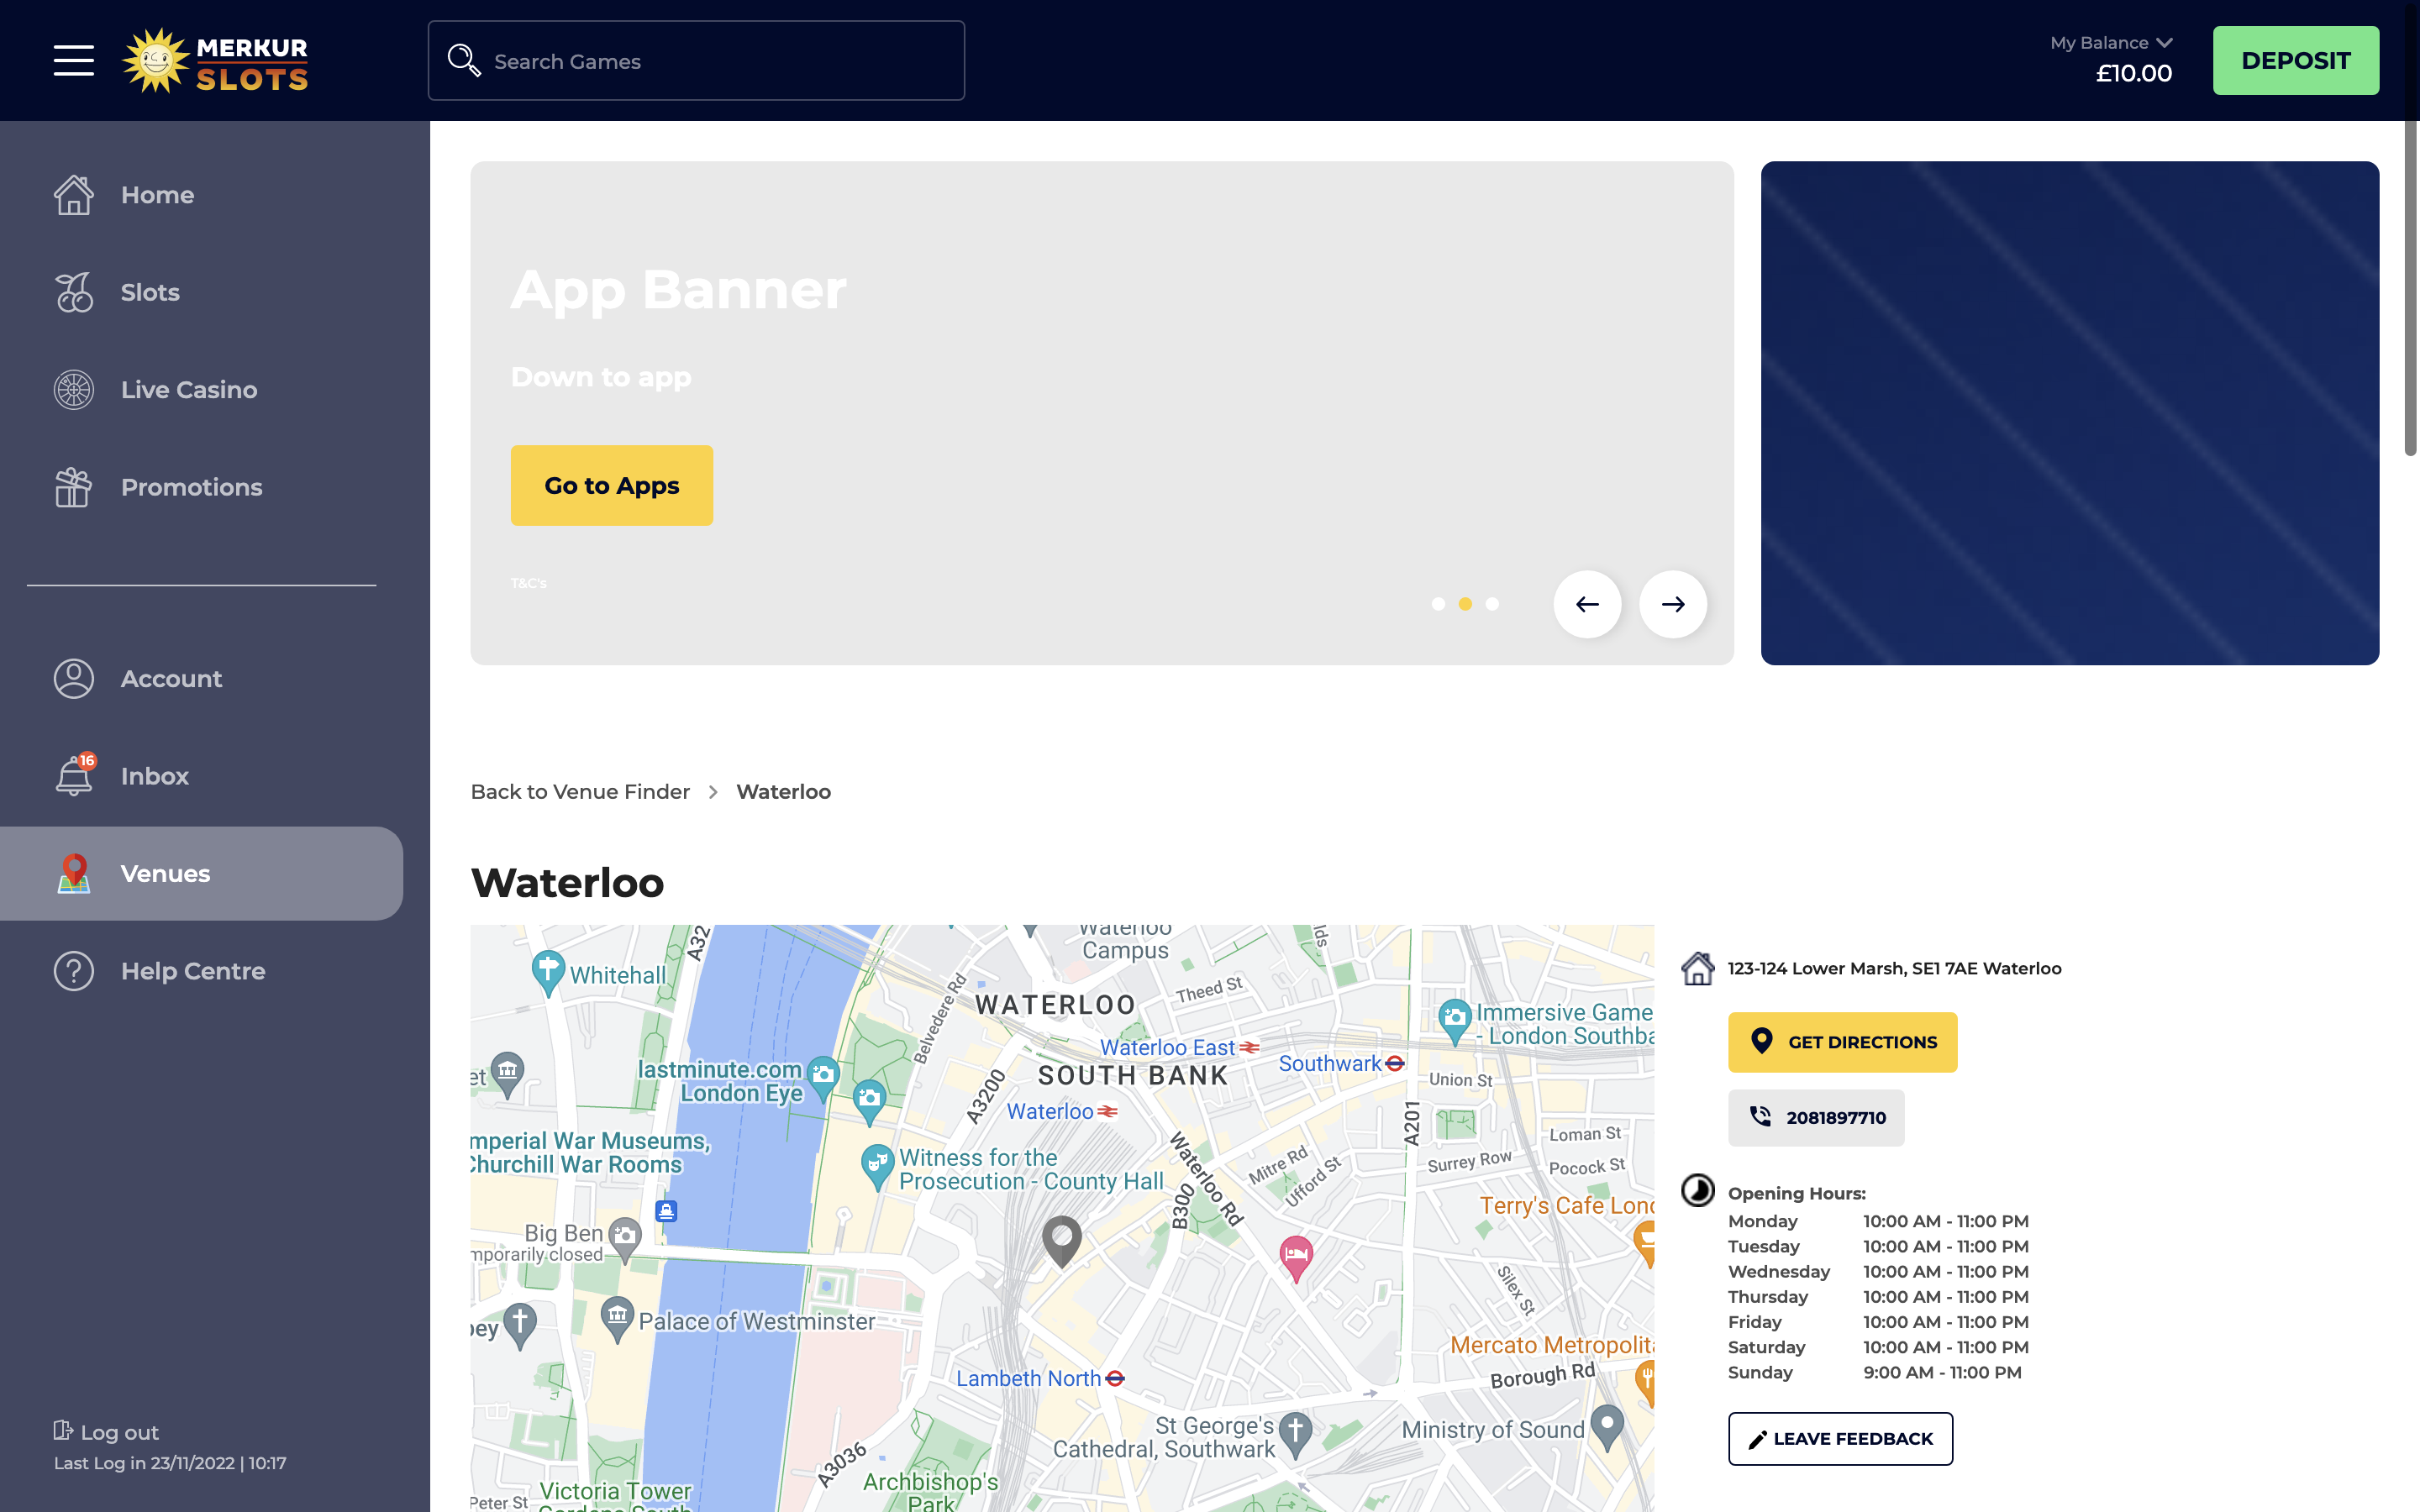 MERKUR
SLOTS
Search Games
My Balance
£10.00
DEPOSIT
Home
Slots
Live Casino
Promotions
Account
16
Inbox
Venues
Help Centre
Log out
Last Log in 23/11/2022 | 10:17
App Banner
Down to app
Go to Apps
T&C's
Back to Venue Finder
Waterloo
Waterloo
Whitehall
A32
Waterloo
Campus
Theed St
Belvedere Rd
WATERLOO
Immersive Game
- London Southba
Waterloo East
Southwark
SOUTH BANK
Union St
lastminute.com
London Eye
A3200
Waterloo
A201
mperial War Museums,
Churchill War Rooms
Witness for the
Prosecution - County Hall
Waterloo Rd
B300
Mitre Rd
Ufford St
Loman St
Surrey Row
Pocock St
Terry's Cafe Lond
Big Ben
mporarily closed
Silex St
Palace of Westminster
Mercato Metropolita
Borough Rd
Lambeth North
St George's
Cathedral, Southwark
Ministry of Sound
A3036
Archbishop's
Park
Victoria Tower
Gardens South
Peter St
123-124 Lower Marsh, SE1 7AE Waterloo
GET DIRECTIONS
2081897710
Opening Hours:
Monday 10:00 AM - 11:00 PM
Tuesday 10:00 AM - 11:00 PM
Wednesday 10:00 AM - 11:00 PM
Thursday 10:00 AM - 11:00 PM
Friday 10:00 AM - 11:00 PM
Saturday 10:00 AM - 11:00 PM
Sunday 9:00 AM - 11:00 PM
LEAVE FEEDBACK